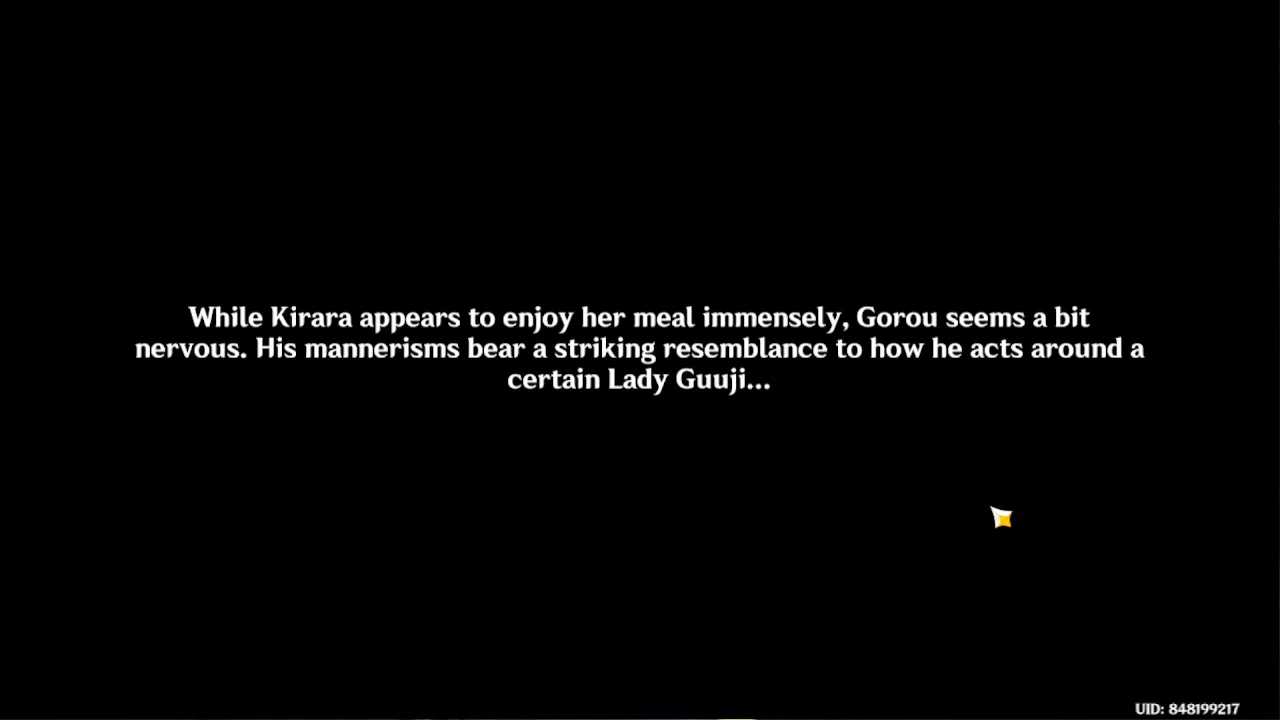 While Kirara appears to enjoy her meal immensely, Gorou seems a bit
nervous. His mannerisms bear a striking resemblance to how he acts around a
certain Lady Guuji...
UID: 848199217